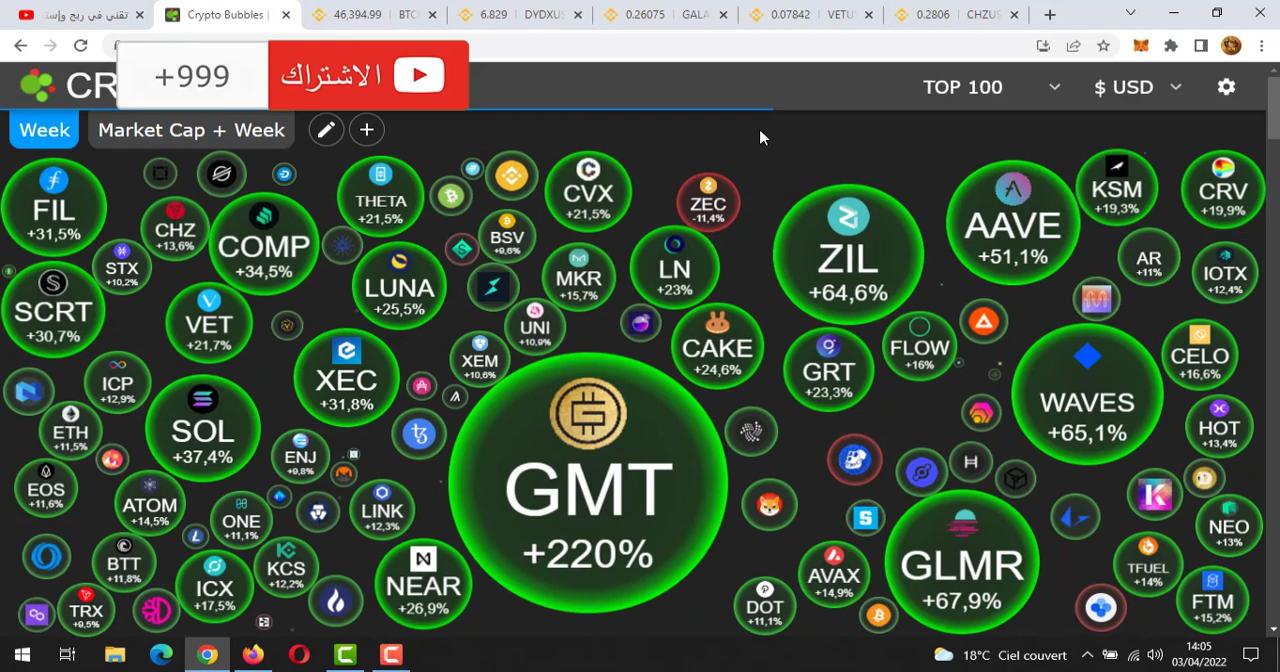 تقني في ربح وإستـ
Crypto Bubbles |
46,394.99 | BTC
6.829 | DYDXUS
0.26075 | GALA
0.07842 | VETUS
0.2806 | CHZUS
+999
الاشتراك
CR
TOP 100
$ USD
Week
Market Cap + Week
FIL
+31,5%
CHZ
+13,6%
COMP
+34,5%
THETA
+21,5%
BSV
+9,6%
CVX
+21,5%
ZEC
-11,4%
ZIL
+64,6%
AAVE
+51,1%
KSM
+19,3%
CRV
+19,9%
STX
+10,2%
LUNA
+25,5%
MKR
+15,7%
LN
+23%
AR
+11%
IOTX
+12,4%
SCRT
+30,7%
VET
+21,7%
UNI
+10,9%
XEM
+10,6%
CAKE
+24,6%
GRT
+23,3%
FLOW
+16%
CELO
+16,6%
ICP
+12,9%
XEC
+31,8%
WAVES
+65,1%
ETH
+11,5%
SOL
+37,4%
ENJ
+9,8%
GMT
+220%
HOT
+13,4%
EOS
+11,6%
ATOM
+14,5%
ONE
+11,1%
LINK
+12,3%
NEO
+13%
BTT
+11,8%
ICX
+17,5%
KCS
+12,2%
NEAR
+26,9%
AVAX
+14,9%
GLMR
+67,9%
TFUEL
+14%
TRX
+9,5%
DOT
+11,1%
FTM
+15,2%
18°C Ciel couvert
14:05
03/04/2022